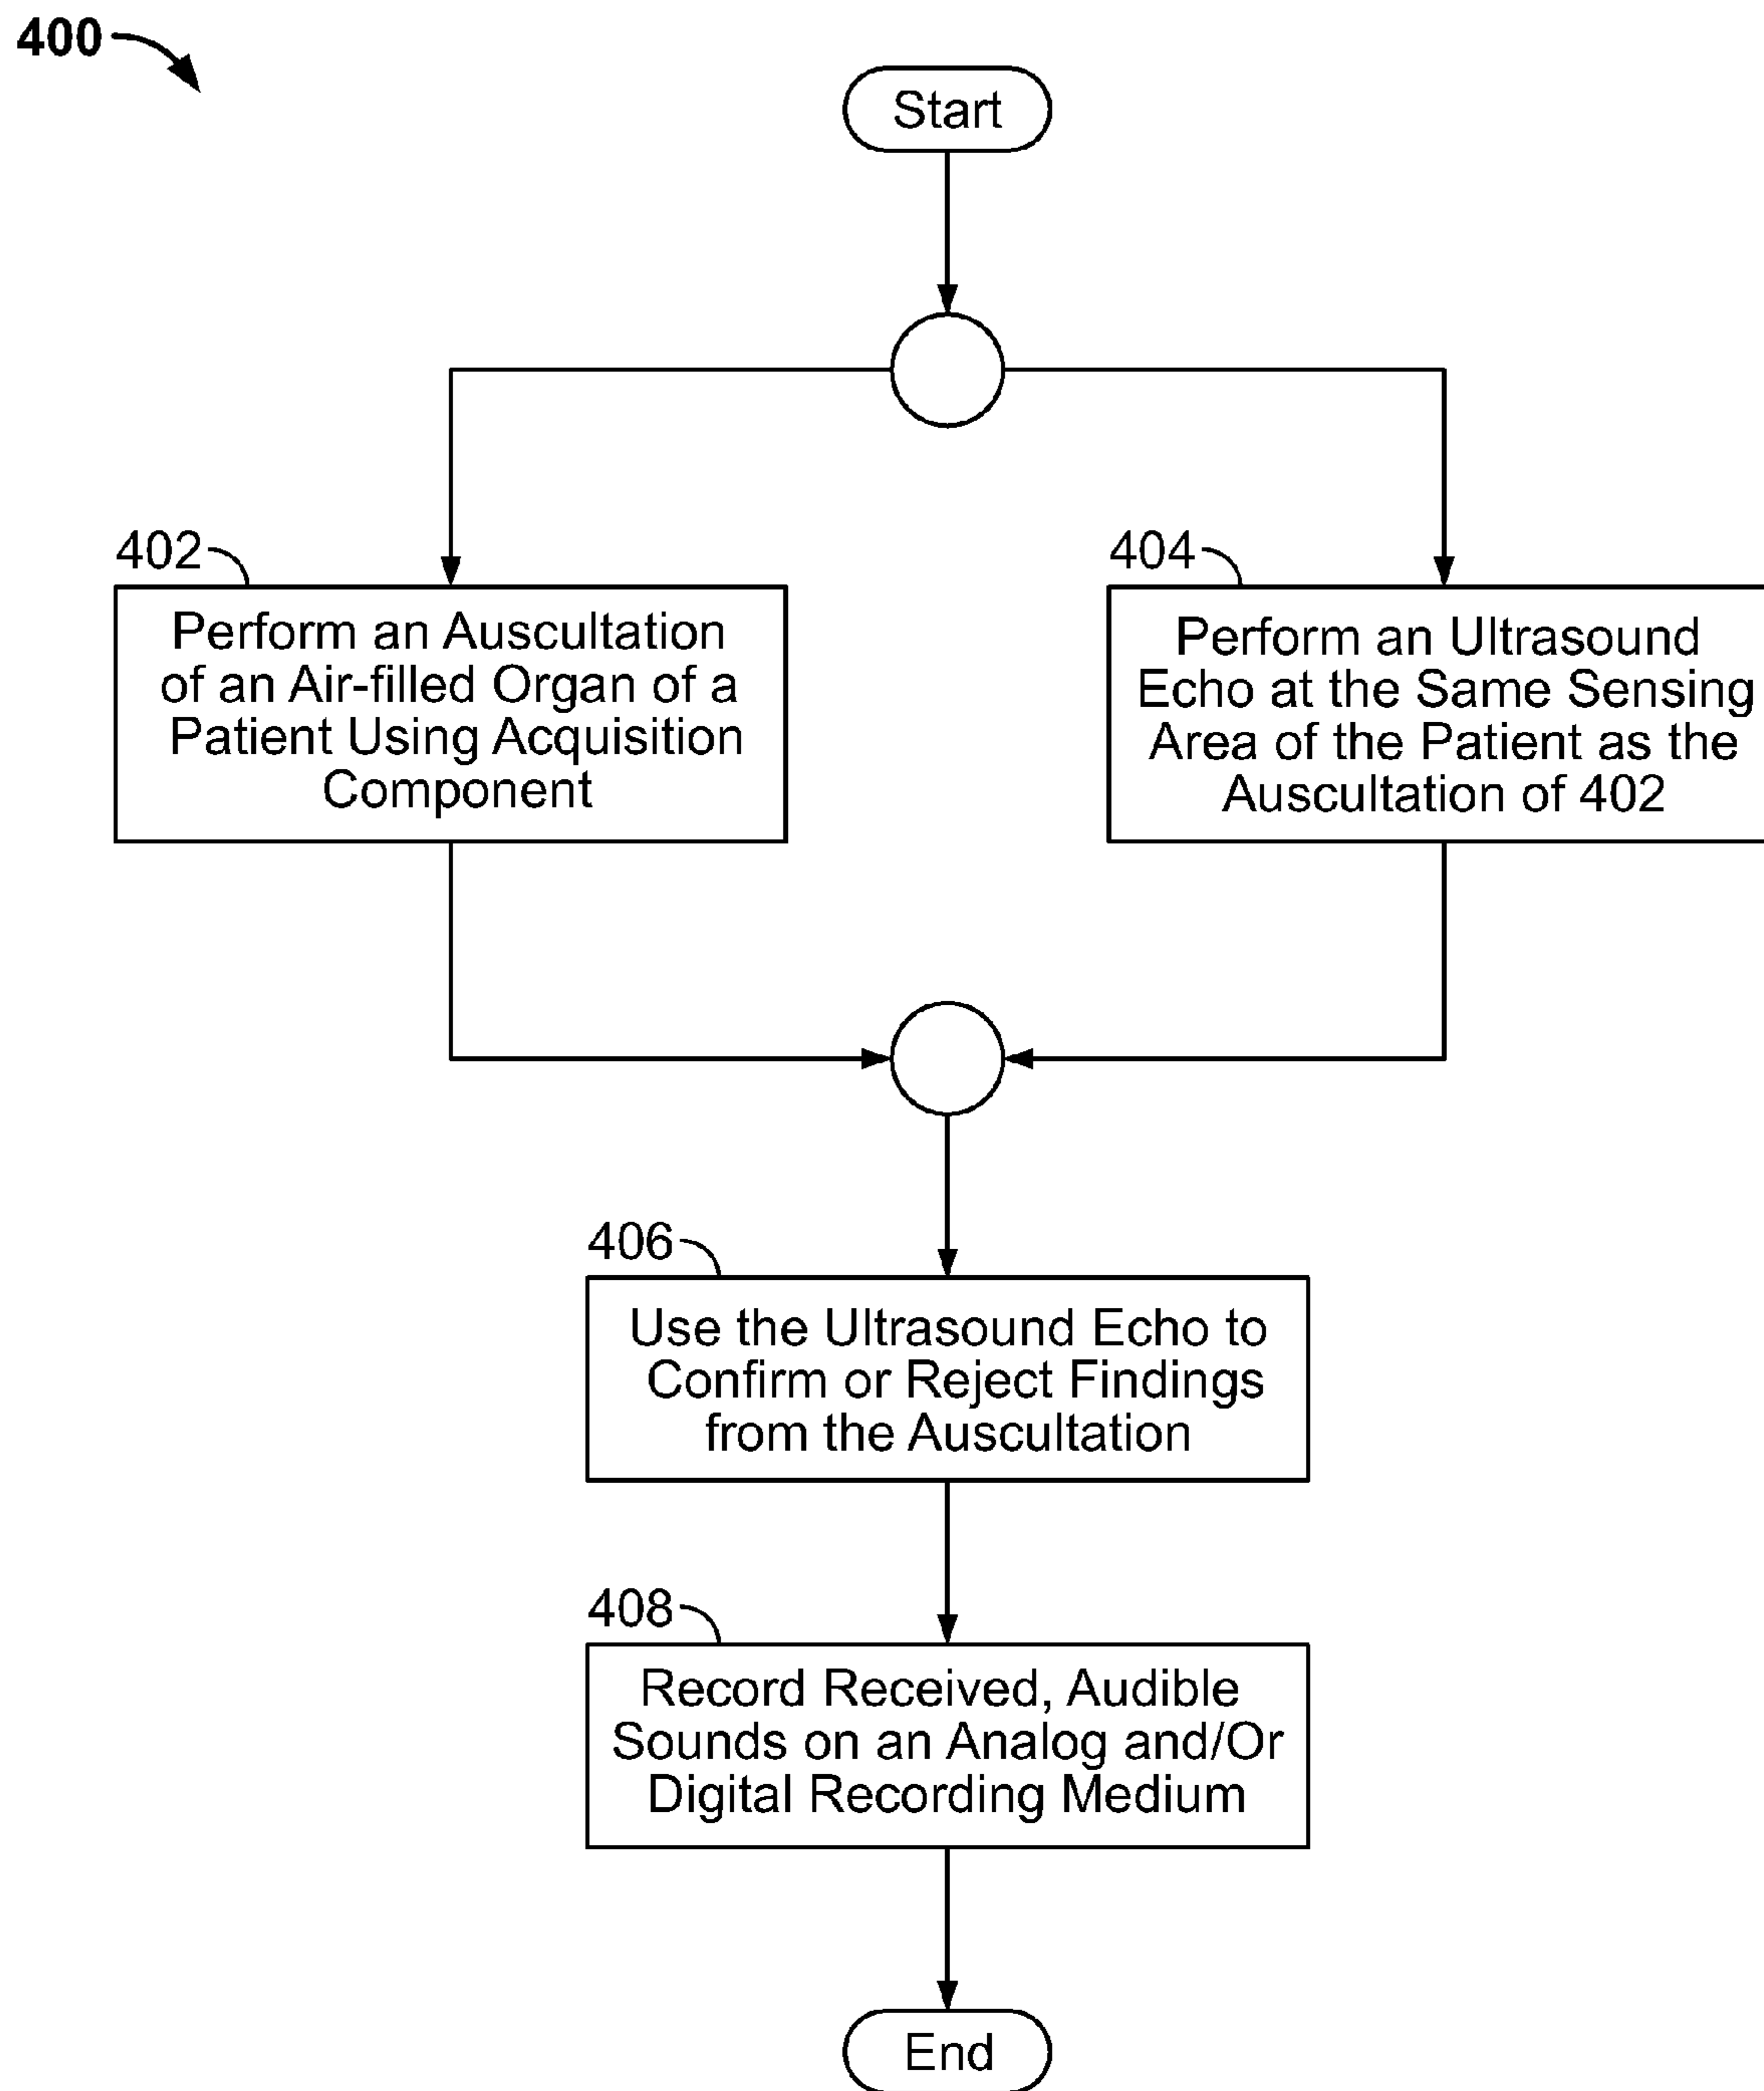 400
Start
402
Perform an Auscultation
of an Air-filled Organ of a
Patient Using Acquisition
Component
404
Perform an Ultrasound
Echo at the Same Sensing
Area of the Patient as the
Auscultation of 402
406
Use the Ultrasound Echo to
Confirm or Reject Findings
from the Auscultation
408
Record Received, Audible
Sounds on an Analog and/Or
Digital Recording Medium
End